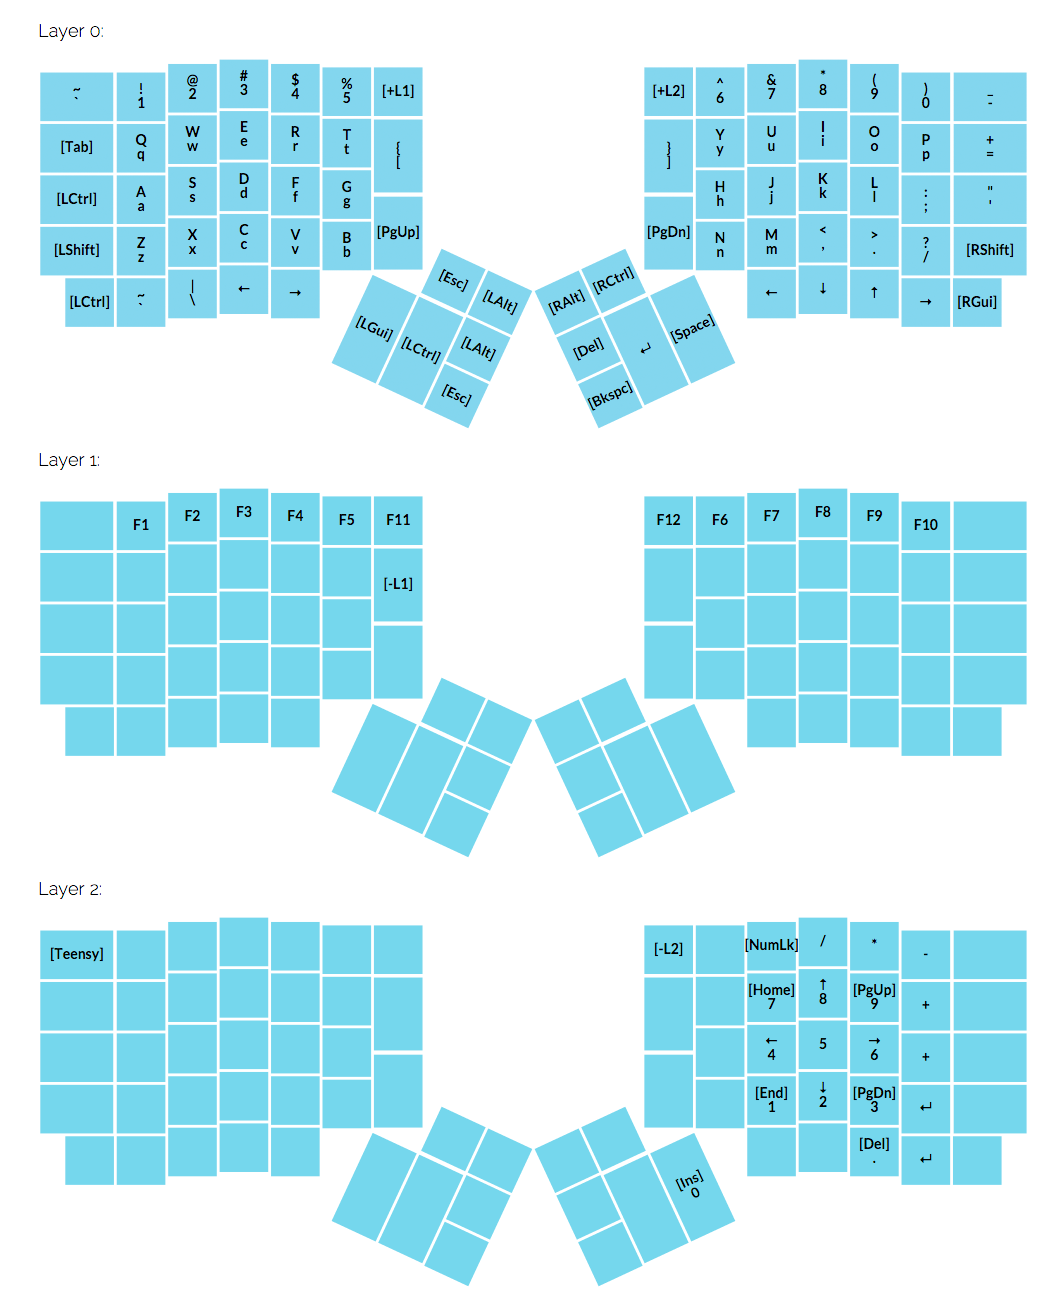 Layer 0:
~ ` ! 1 @ 2 # 3 $ 4 % 5 [+L1] [+L2] ^ 6 & 7 * 8 ( 9 ) 0 _ -
[Tab] Q q W w E e R r T t { [ } ] Y y U u I i O o P p + =
[LCtrl] A a S s D d F f G g H h J j K k L l : ; " '
[LShift] Z z X x C c V v B b [PgUp] [PgDn] N n M m < , > . ? / [RShift]
[LCtrl] ~ ` | \ ← → ← ↓ ↑ → [RGui]
[Esc] [LAlt] [RAlt] [RCtrl]
[LGui] [LCtrl] [LAlt] [Del] ↵ [Space]
[Esc] [Bkspc]
Layer 1:
F1 F2 F3 F4 F5 F11 F12 F6 F7 F8 F9 F10
[-L1]
Layer 2:
[Teensy] [-L2] [NumLk] / * -
[Home] 7 ↑ 8 [PgUp] 9 +
← 4 5 → 6 +
[End] 1 ↓ 2 [PgDn] 3 ↵
[Del] . ↵
[Ins] 0